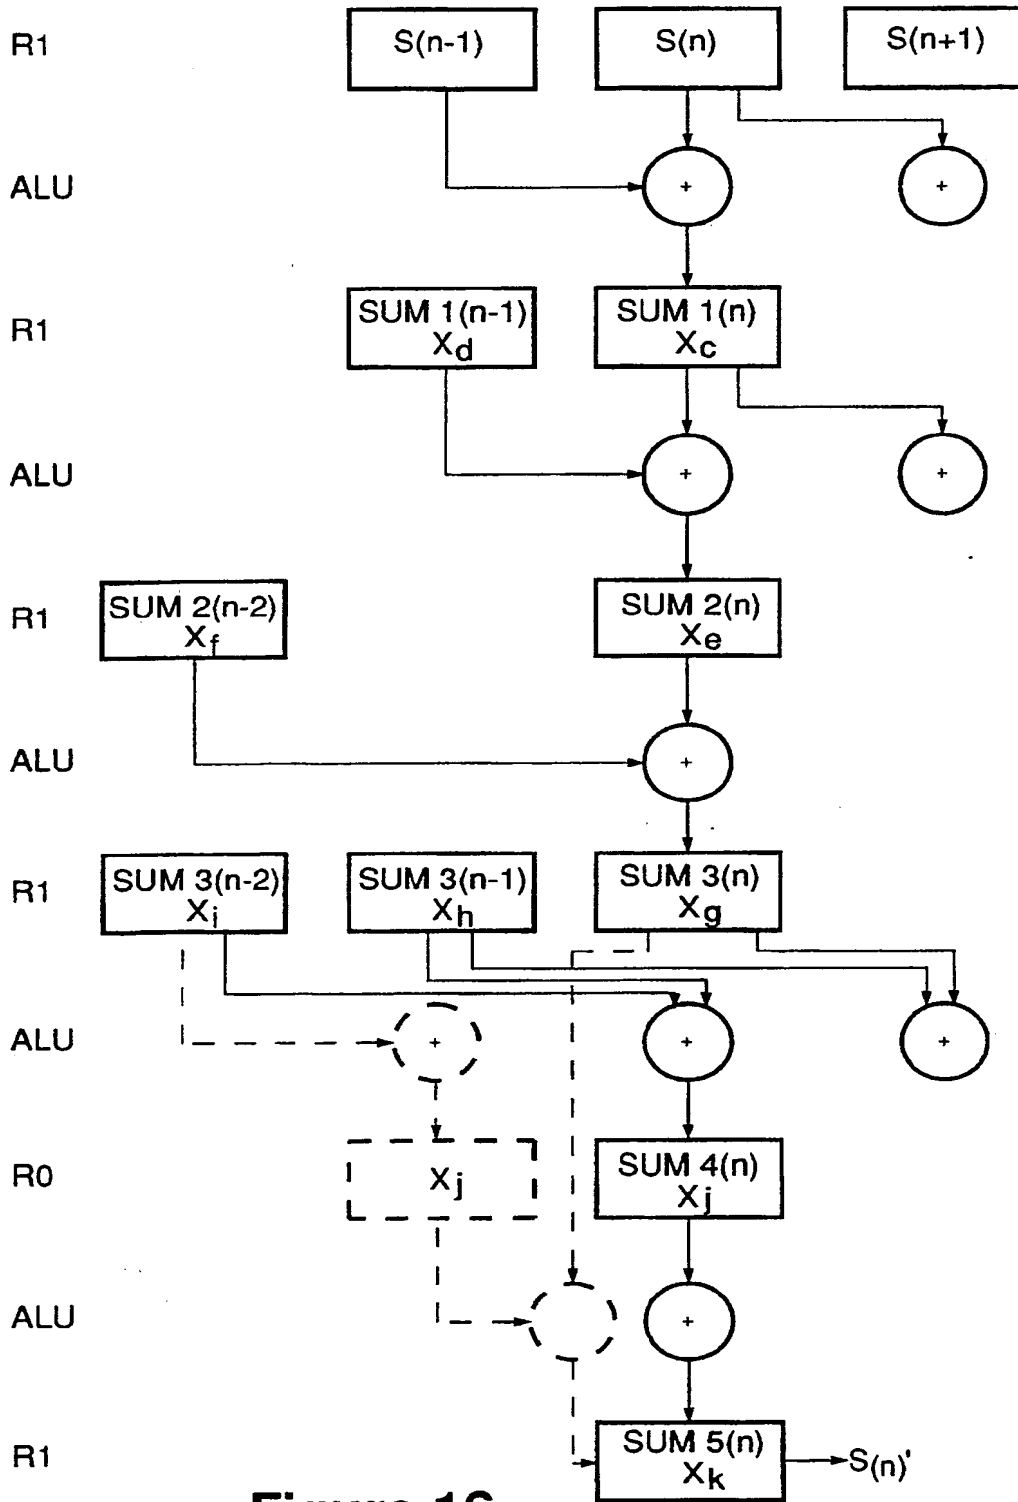 R1 S(n-1) S(n) S(n+1)
ALU + +
R1 SUM 1(n-1) SUM 1(n)
Xd Xc
ALU + +
R1 SUM 2(n-2) SUM 2(n)
Xf Xe
ALU +
R1 SUM 3(n-2) SUM 3(n-1) SUM 3(n)
Xi Xh Xg
ALU + + +
R0 Xj SUM 4(n)
Xj
ALU +
R1 SUM 5(n) S(n)'
Xk